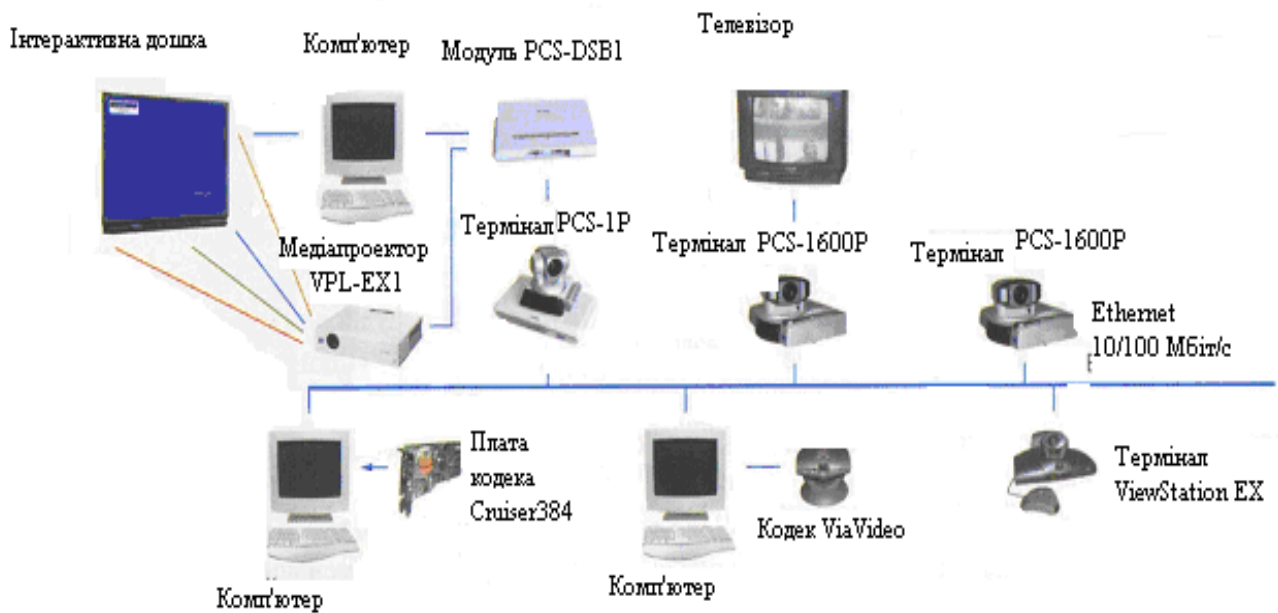 Інтерактивна дошка
Комп'ютер
Модуль PCS-DSB1
Телевізор
Медіапроектор
VPL-EX1
Термінал PCS-1P
Термінал PCS-1600P
Термінал PCS-1600P
Ethernet
10/100 Мбіт/с
Плата
кодека
Cruiser384
Комп'ютер
Кодек ViaVideo
Комп'ютер
Термінал
ViewStation EX